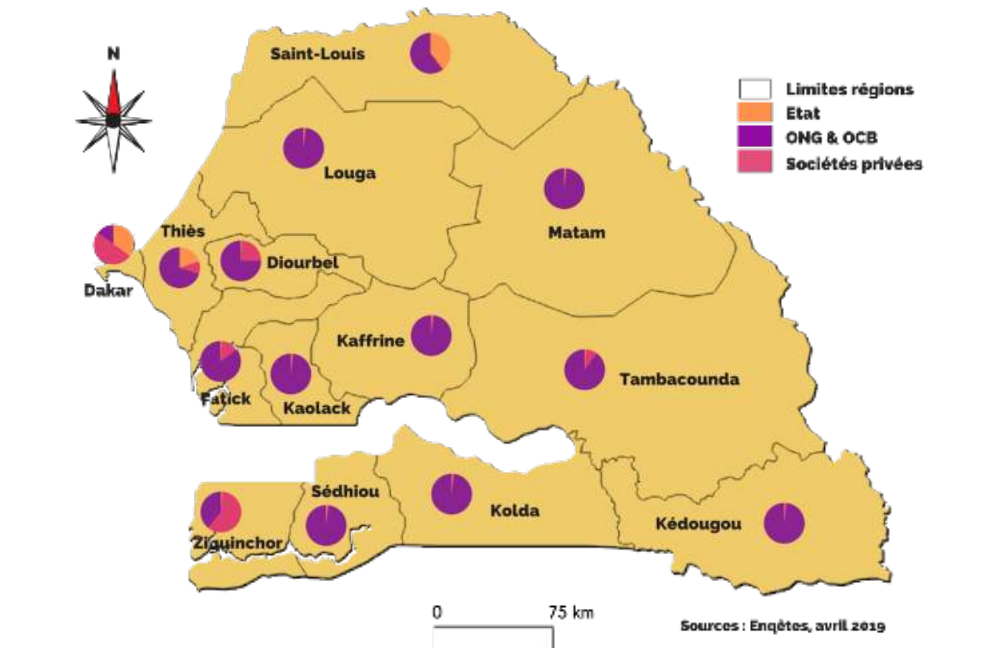 N
Saint-Louis
Limites régions
Etat
ONG & OCB
Sociétés privées
Louga
Matam
Thiès
Diourbel
Dakar
Kaffrine
Tambacounda
Fatick
Kaolack
Sédhiou
Kolda
Kédougou
Ziguinchor
0 75 km
Sources : Enqêtes, avril 2019